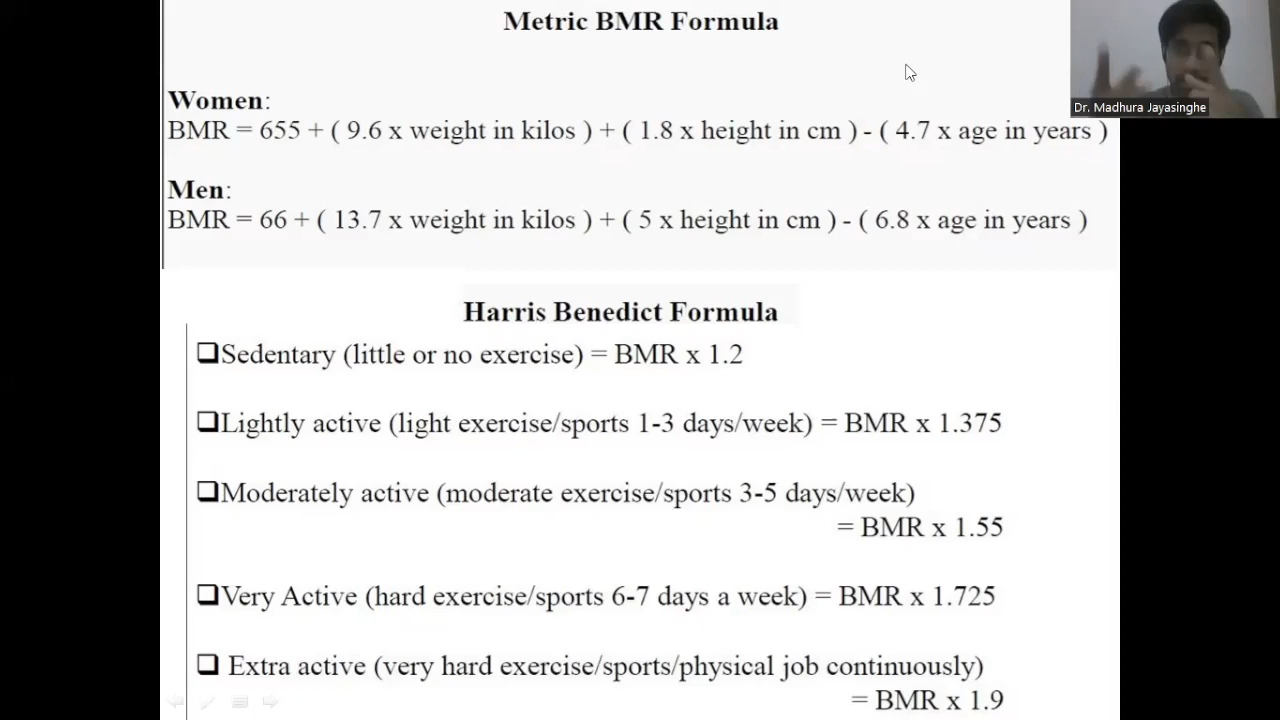 Metric BMR Formula
Dr. Madhura Jayasinghe
Women:
BMR = 655 + ( 9.6 x weight in kilos ) + ( 1.8 x height in cm ) - ( 4.7 x age in years )
Men:
BMR = 66 + ( 13.7 x weight in kilos ) + ( 5 x height in cm ) - ( 6.8 x age in years )
Harris Benedict Formula
❑Sedentary (little or no exercise) = BMR x 1.2
❑Lightly active (light exercise/sports 1-3 days/week) = BMR x 1.375
❑Moderately active (moderate exercise/sports 3-5 days/week)
= BMR x 1.55
❑Very Active (hard exercise/sports 6-7 days a week) = BMR x 1.725
❑ Extra active (very hard exercise/sports/physical job continuously)
= BMR x 1.9